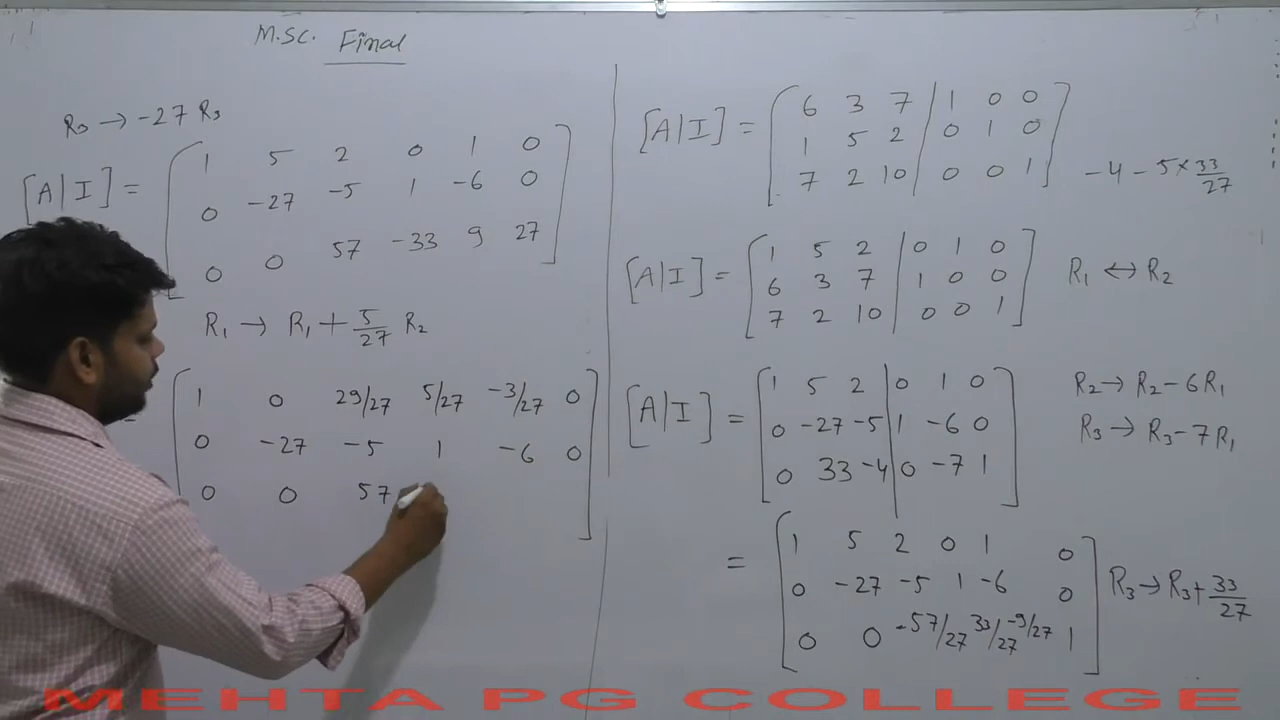 M.Sc. Final
R₃ → -27 R₃
[A|I] =
1 5 2 0 1 0
0 -27 -5 1 -6 0
0 0 57 -33 9 27
R₁ → R₁ + 5/27 R₂
=
1 0 29/27 5/27 -3/27 0
0 -27 -5 1 -6 0
0 0 57
[A|I] =
6 3 7 | 1 0 0
1 5 2 | 0 1 0
7 2 10 | 0 0 1
-4 - 5 × 33/27
[A|I] =
1 5 2 | 0 1 0
6 3 7 | 1 0 0
7 2 10 | 0 0 1
R₁ ↔ R₂
[A|I] =
1 5 2 | 0 1 0
0 -27 -5 | 1 -6 0
0 33 -4 | 0 -7 1
R₂ → R₂ - 6R₁
R₃ → R₃ - 7R₁
=
1 5 2 0 1 0
0 -27 -5 1 -6 0
0 0 -57/27 33/27 -9/27 1
R₃ → R₃ + 33/27
MEHTA PG COLLEGE